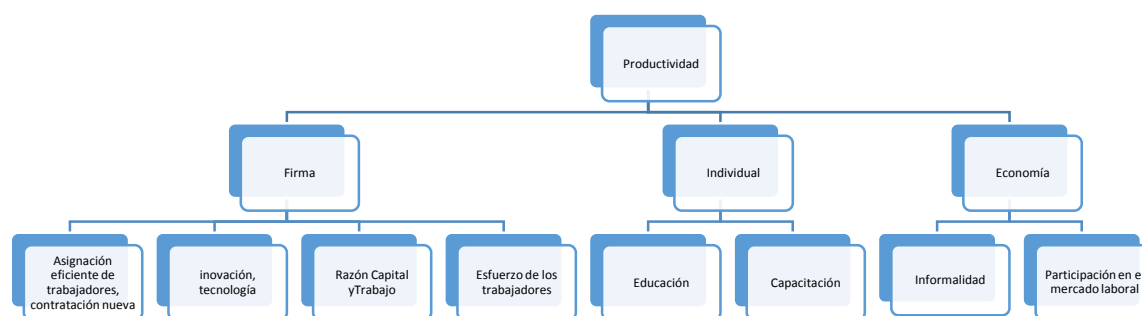 Productividad
Firma
Individual
Economía
Asignación
eficiente de
trabajadores,
contratación nueva
inovación,
tecnología
Razón Capital
yTrabajo
Esfuerzo de los
trabajadores
Educación
Capacitación
Informalidad
Participación en e
mercado laboral